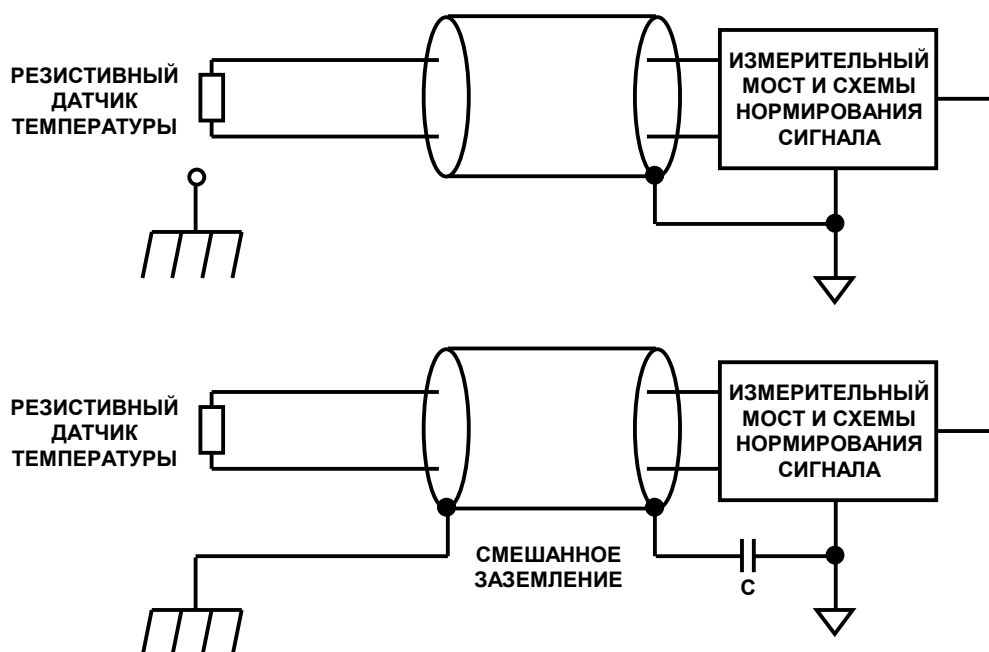 РЕЗИСТИВНЫЙ
ДАТЧИК
ТЕМПЕРАТУРЫ
ИЗМЕРИТЕЛЬНЫЙ
МОСТ И СХЕМЫ
НОРМИРОВАНИЯ
СИГНАЛА
РЕЗИСТИВНЫЙ
ДАТЧИК
ТЕМПЕРАТУРЫ
ИЗМЕРИТЕЛЬНЫЙ
МОСТ И СХЕМЫ
НОРМИРОВАНИЯ
СИГНАЛА
СМЕШАННОЕ
ЗАЗЕМЛЕНИЕ
С